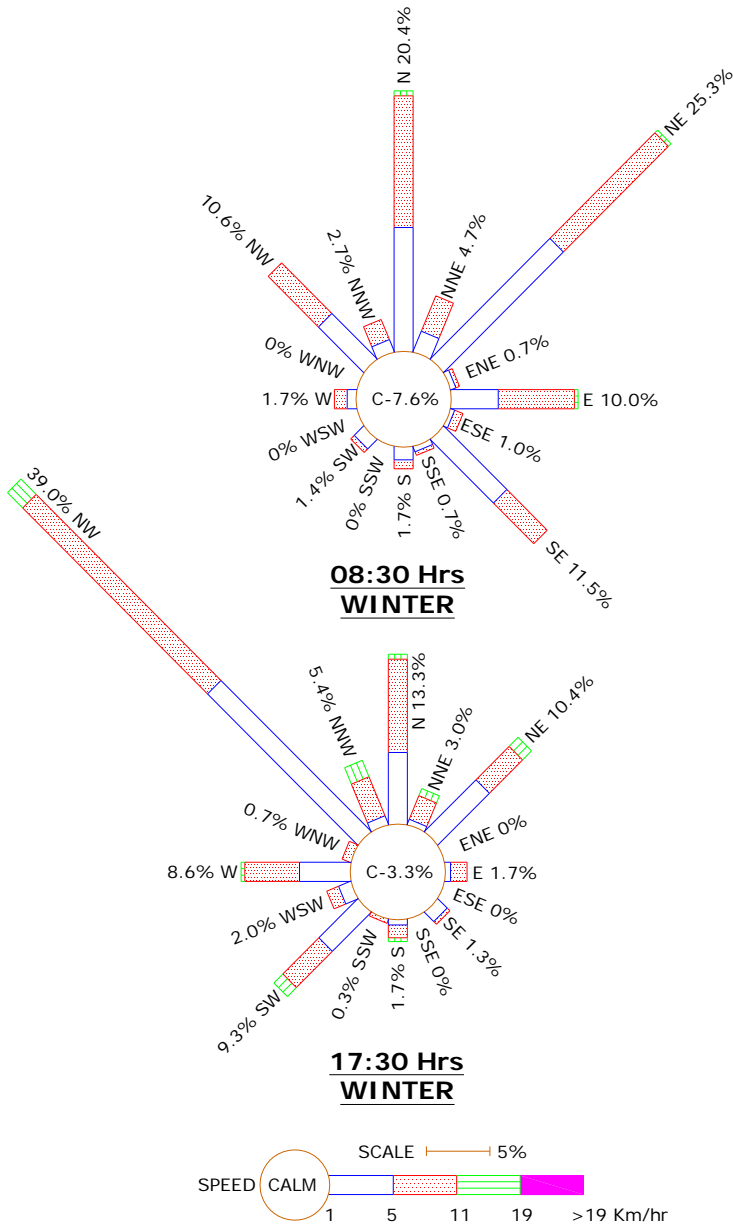 N 20.4%
NE 25.3%
10.6% NW
2.7% NNW
NNE 4.7%
0% WNW
ENE 0.7%
1.7% W
C-7.6%
E 10.0%
0% WSW
ESE 1.0%
1.4% SW
0% SSW
1.7% S
SSE 0.7%
SE 11.5%
08:30 Hrs
WINTER
39.0% NW
5.4% NNW
N 13.3%
NNE 3.0%
NE 10.4%
0.7% WNW
ENE 0%
8.6% W
C-3.3%
E 1.7%
2.0% WSW
ESE 0%
9.3% SW
0.3% SSW
1.7% S
SSE 0%
SE 1.3%
17:30 Hrs
WINTER
SCALE 5%
SPEED CALM
1 5 11 19 >19 Km/hr